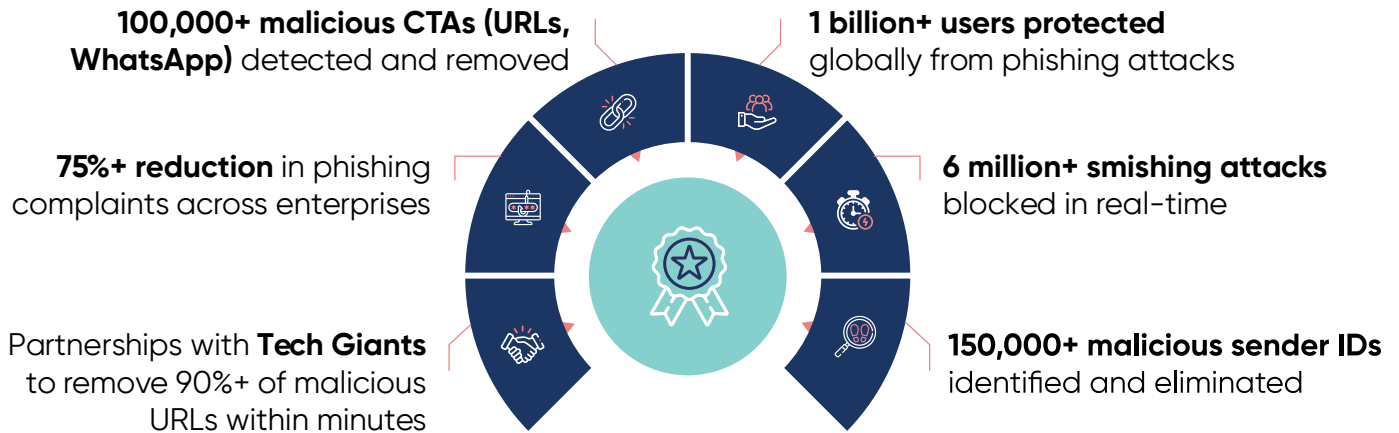 100,000+ malicious CTAs (URLs,
WhatsApp) detected and removed
1 billion+ users protected
globally from phishing attacks
75%+ reduction in phishing
complaints across enterprises
6 million+ smishing attacks
blocked in real-time
Partnerships with Tech Giants
to remove 90%+ of malicious
URLs within minutes
150,000+ malicious sender IDs
identified and eliminated